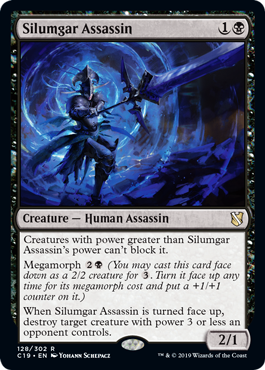 Silumgar Assassin 1
Creature — Human Assassin
Creatures with power greater than Silumgar
Assassin's power can't block it.
Megamorph 2 (You may cast this card face
down as a 2/2 creature for 3. Turn it face up any
time for its megamorph cost and put a +1/+1
counter on it.)
When Silumgar Assassin is turned face up,
destroy target creature with power 3 or less an
opponent controls.
2/1
128/302 R
C19 • EN YOHANN SCHEPACZ
™ & © 2019 Wizards of the Coast